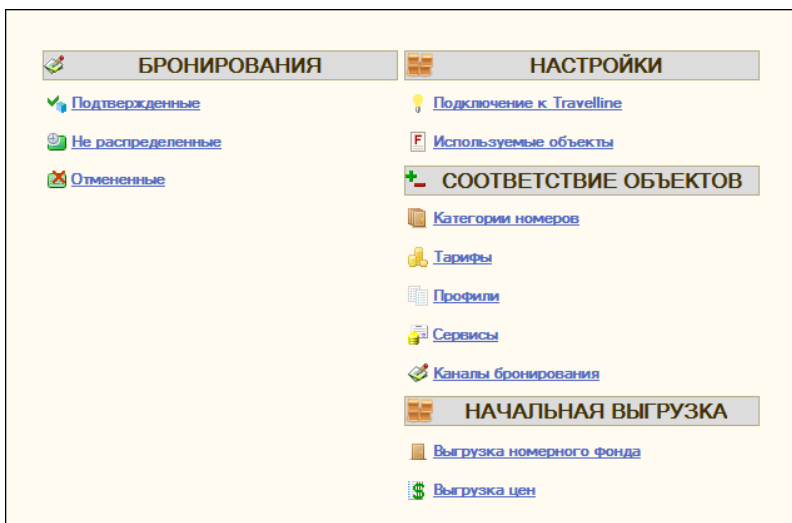 БРОНИРОВАНИЯ
Подтвержденные
Не распределенные
Отмененные
НАСТРОЙКИ
Подключение к Travelline
Используемые объекты
СООТВЕТСТВИЕ ОБЪЕКТОВ
Категории номеров
Тарифы
Профили
Сервисы
Каналы бронирования
НАЧАЛЬНАЯ ВЫГРУЗКА
Выгрузка номерного фонда
Выгрузка цен